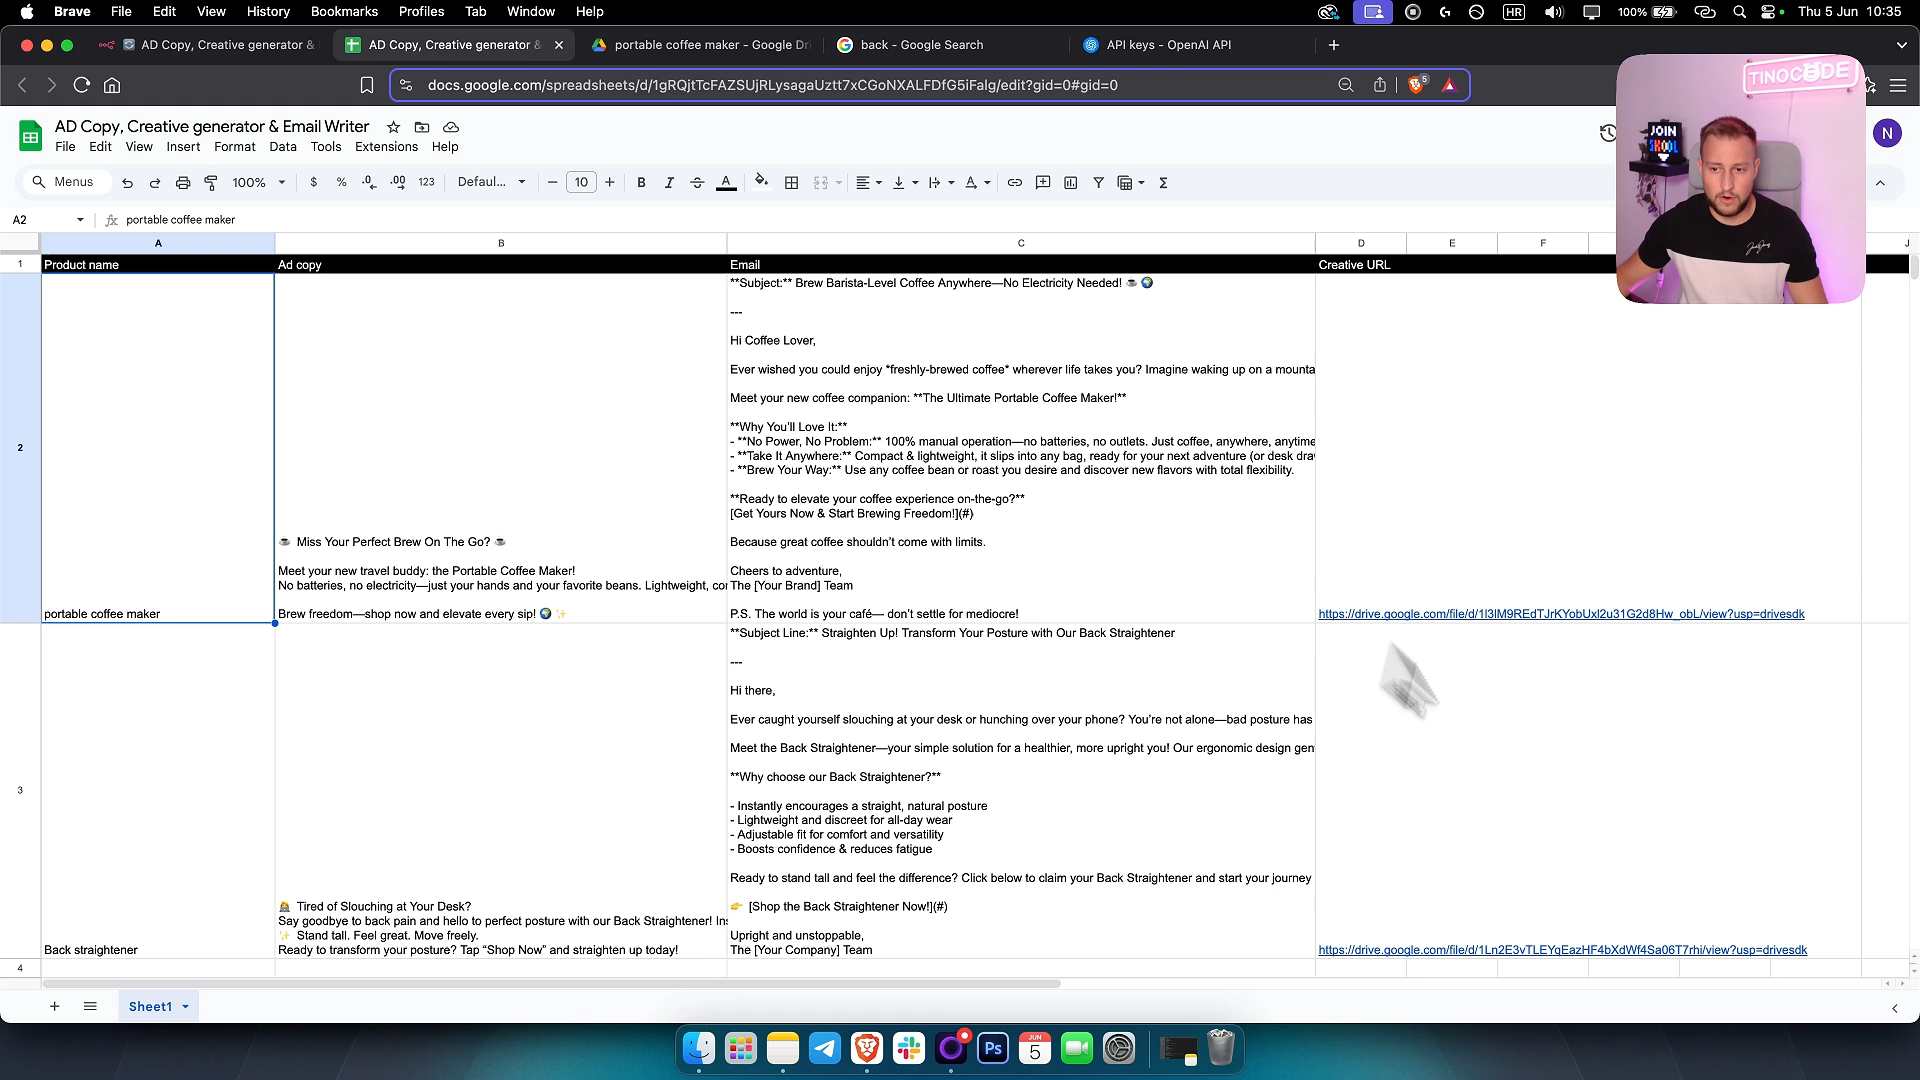 Brave File Edit View History Bookmarks Profiles Tab Window Help
HR 100% Thu 5 Jun 10:35
AD Copy, Creative generator &
AD Copy, Creative generator &
portable coffee maker - Google Dri
back - Google Search
API keys - OpenAI API
docs.google.com/spreadsheets/d/1gRQjtTcFAZSUjRLysagaUztt7xCGoNXALFDfG5iFalg/edit?gid=0#gid=0
5
TINOCODE
JOIN
SKOOL
AD Copy, Creative generator & Email Writer
N
File Edit View Insert Format Data Tools Extensions Help
Menus 100% $ % .0 .00 123 Defaul... 10 B I A
A2 fx portable coffee maker
A B C D E F J
1 Product name Ad copy Email Creative URL
**Subject:** Brew Barista-Level Coffee Anywhere—No Electricity Needed! ☕ 🌍
---
Hi Coffee Lover,
Ever wished you could enjoy *freshly-brewed coffee* wherever life takes you? Imagine waking up on a mounta
Meet your new coffee companion: **The Ultimate Portable Coffee Maker!**
**Why You'll Love It:**
- **No Power, No Problem:** 100% manual operation—no batteries, no outlets. Just coffee, anywhere, anytime
2
- **Take It Anywhere:** Compact & lightweight, it slips into any bag, ready for your next adventure (or desk drav
- **Brew Your Way:** Use any coffee bean or roast you desire and discover new flavors with total flexibility.
**Ready to elevate your coffee experience on-the-go?**
[Get Yours Now & Start Brewing Freedom!](#)
☕ Miss Your Perfect Brew On The Go? ☕
Because great coffee shouldn't come with limits.
Meet your new travel buddy: the Portable Coffee Maker!
Cheers to adventure,
No batteries, no electricity—just your hands and your favorite beans. Lightweight, cor
The [Your Brand] Team
portable coffee maker
Brew freedom—shop now and elevate every sip! 🌍 ✨
P.S. The world is your café— don't settle for mediocre!
https://drive.google.com/file/d/1l3lM9REdTJrKYobUxl2u31G2d8Hw_obL/view?usp=drivesdk
**Subject Line:** Straighten Up! Transform Your Posture with Our Back Straightener
---
Hi there,
Ever caught yourself slouching at your desk or hunching over your phone? You're not alone—bad posture has
Meet the Back Straightener—your simple solution for a healthier, more upright you! Our ergonomic design gen
**Why choose our Back Straightener?**
3
- Instantly encourages a straight, natural posture
- Lightweight and discreet for all-day wear
- Adjustable fit for comfort and versatility
- Boosts confidence & reduces fatigue
Ready to stand tall and feel the difference? Click below to claim your Back Straightener and start your journey
Tired of Slouching at Your Desk?
👉 [Shop the Back Straightener Now!](#)
Say goodbye to back pain and hello to perfect posture with our Back Straightener! Ins
✨ Stand tall. Feel great. Move freely.
Upright and unstoppable,
Back straightener
Ready to transform your posture? Tap “Shop Now” and straighten up today!
The [Your Company] Team
https://drive.google.com/file/d/1Ln2E3vTLEYqEazHF4bXdWf4Sa06T7rhi/view?usp=drivesdk
4
Sheet1
Ps
JUN
5